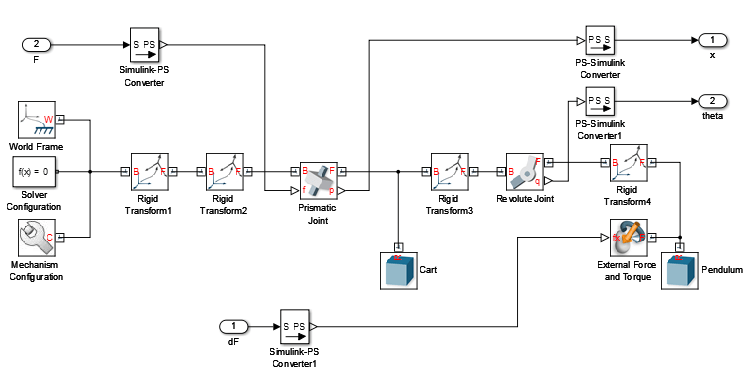 2
F
S PS
Simulink-PS
Converter
PS S
PS-Simulink
Converter
1
x
PS S
PS-Simulink
Converter1
2
theta
W
World Frame
f(x) = 0
Solver
Configuration
C
Mechanism
Configuration
B F
Rigid
Transform1
B F
Rigid
Transform2
B F
f p
Prismatic
Joint
B F
Rigid
Transform3
B F
q
Revolute Joint
B F
Rigid
Transform4
Cart
External Force
and Torque
Pendulum
1
dF
S PS
Simulink-PS
Converter1